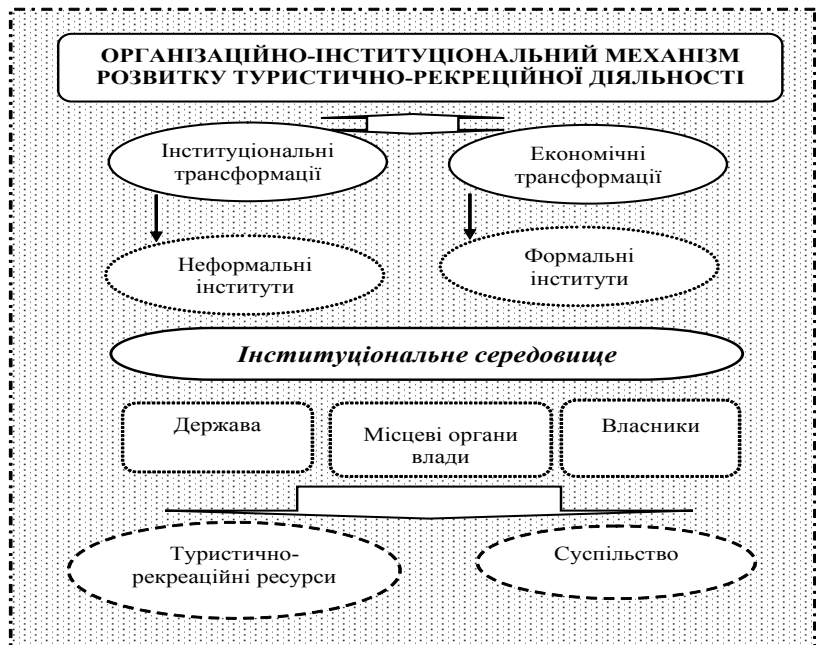 ОРГАНІЗАЦІЙНО-ІНСТИТУЦІОНАЛЬНИЙ МЕХАНІЗМ
РОЗВИТКУ ТУРИСТИЧНО-РЕКРЕЦІЙНОЇ ДІЯЛЬНОСТІ
Інституціональні
трансформації
Економічні
трансформації
Неформальні
інститути
Формальні
інститути
Інституціональне середовище
Держава
Місцеві органи
влади
Власники
Туристично-
рекреаційні ресурси
Суспільство